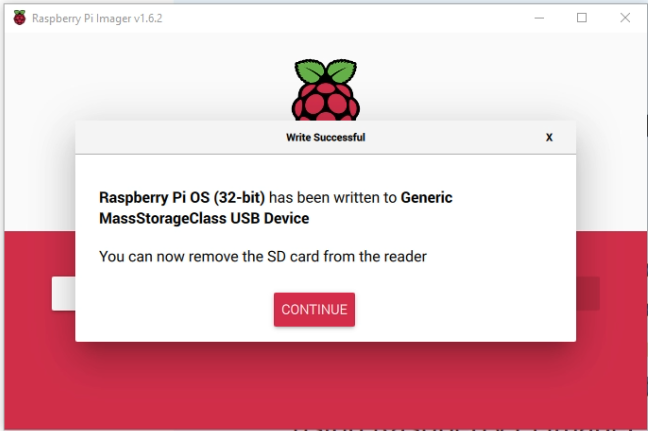 Raspberry Pi Imager v1.6.2
Write Successful
X
Raspberry Pi OS (32-bit) has been written to Generic
MassStorageClass USB Device
You can now remove the SD card from the reader
CONTINUE